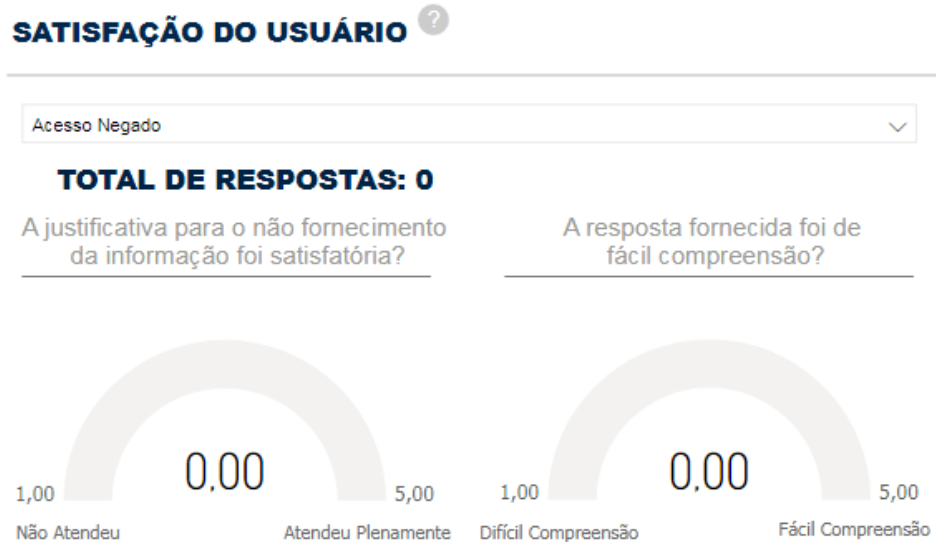 SATISFAÇÃO DO USUÁRIO ?
Acesso Negado
TOTAL DE RESPOSTAS: 0
A justificativa para o não fornecimento
da informação foi satisfatória?
A resposta fornecida foi de
fácil compreensão?
0,00
1,00
5,00
Não Atendeu
Atendeu Plenamente
0,00
1,00
5,00
Difícil Compreensão
Fácil Compreensão